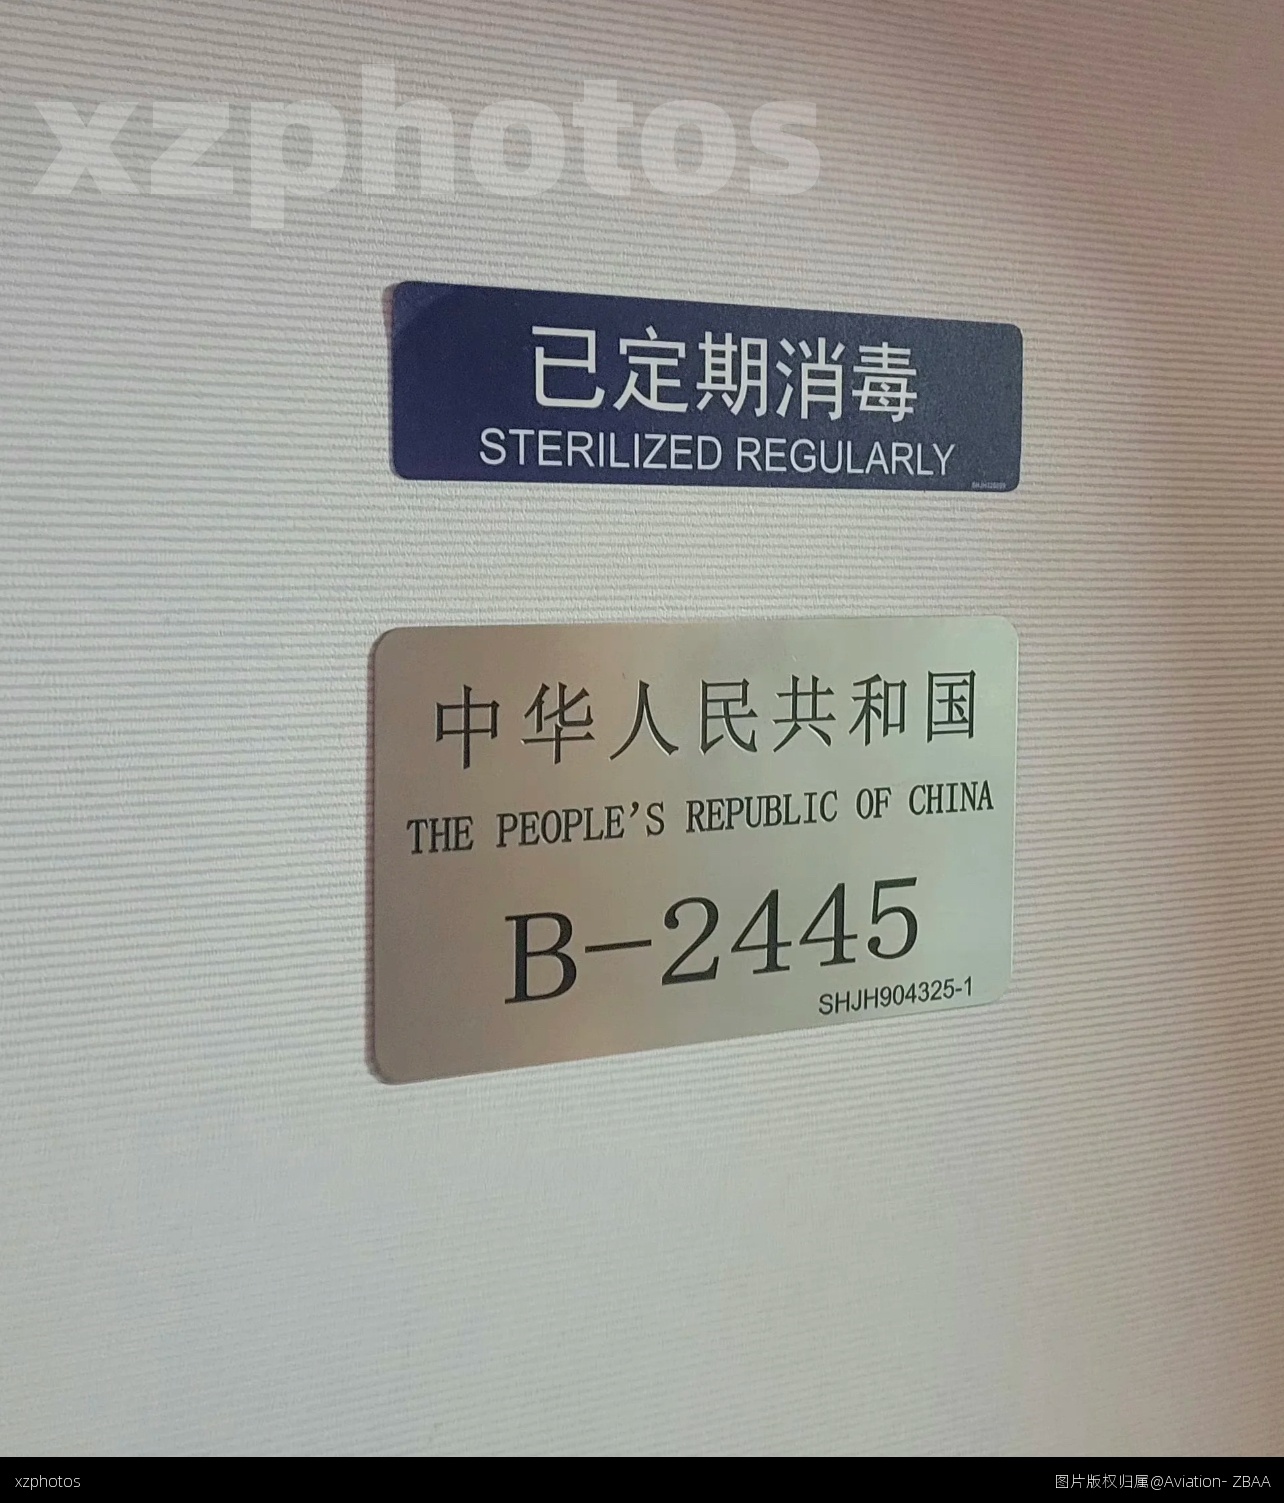 xzphotos
已定期消毒
STERILIZED REGULARLY
中华人民共和国
THE PEOPLE'S REPUBLIC OF CHINA
B-2445
SHJH904325-1
xzphotos
图片版权归属@Aviation- ZBAA